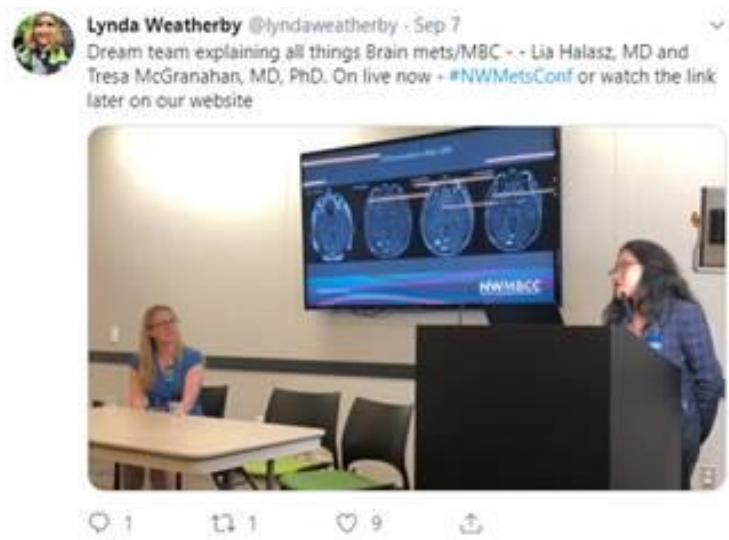 Lynda Weatherby @lyndaweatherby · Sep 7
Dream team explaining all things Brain mets/MBC - - Lia Halasz, MD and
Tresa McGranahan, MD, PhD. On live now - #NWMetsConf or watch the link
later on our website
NWMBCC
1 1 9